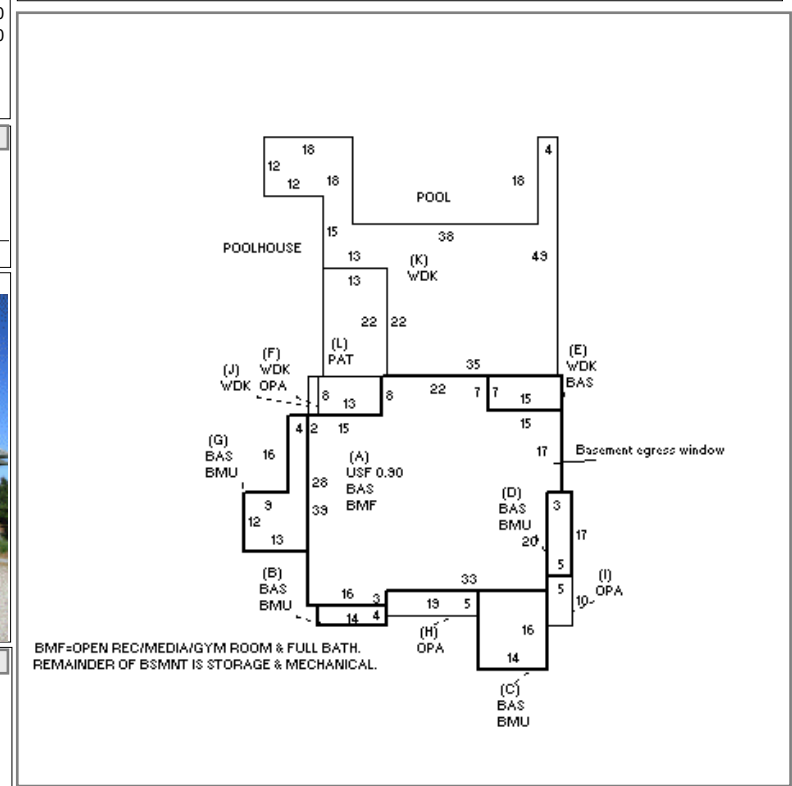 0
0
18
4
12
12
18
18
POOL
15
38
POOLHOUSE
13
(K)
WDK
49
13
22 22
(L)
PAT
(F)
WDK
OPA
(J)
WDK
35
(E)
WDK
BAS
8
13
8
22
7 7
15
4 2 15
15
(G)
BAS
BMU
16
17
Basement egress window
(A)
USF 0.90
BAS
BMF
28
39
(D)
BAS
BMU
20
3
17
9
12
13
5
(B)
BAS
BMU
33
5
(I)
OPA
10
16
3
14 4
19 5
(H)
OPA
16
14
(C)
BAS
BMU
BMF=OPEN REC/MEDIA/GYM ROOM & FULL BATH.
REMAINDER OF BSMNT IS STORAGE & MECHANICAL.